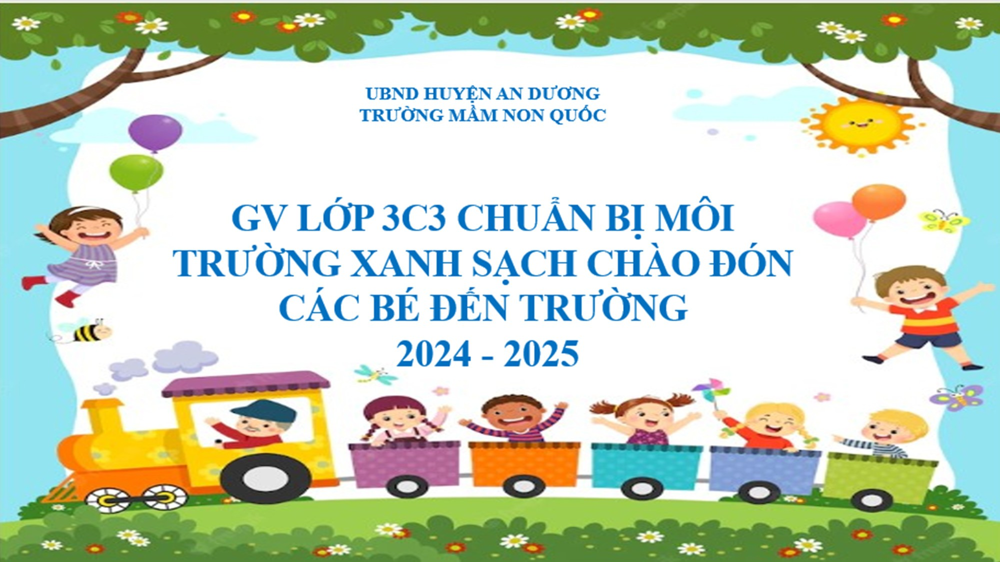 UBND HUYỆN AN DƯƠNG
TRƯỜNG MẦM NON QUỐC
GV LỚP 3C3 CHUẨN BỊ MÔI
TRƯỜNG XANH SẠCH CHÀO ĐÓN
CÁC BÉ ĐẾN TRƯỜNG
2024 - 2025